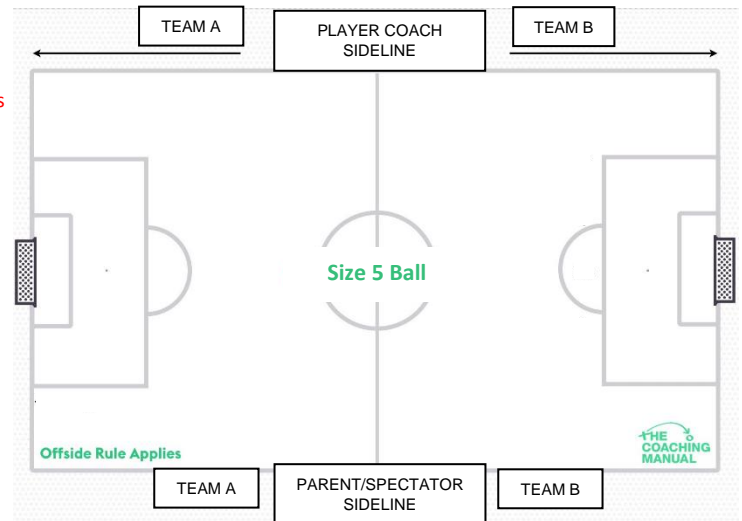 TEAM A
PLAYER COACH
SIDELINE
TEAM B
s
Size 5 Ball
Offside Rule Applies
THE
COACHING
MANUAL
TEAM A
PARENT/SPECTATOR
SIDELINE
TEAM B